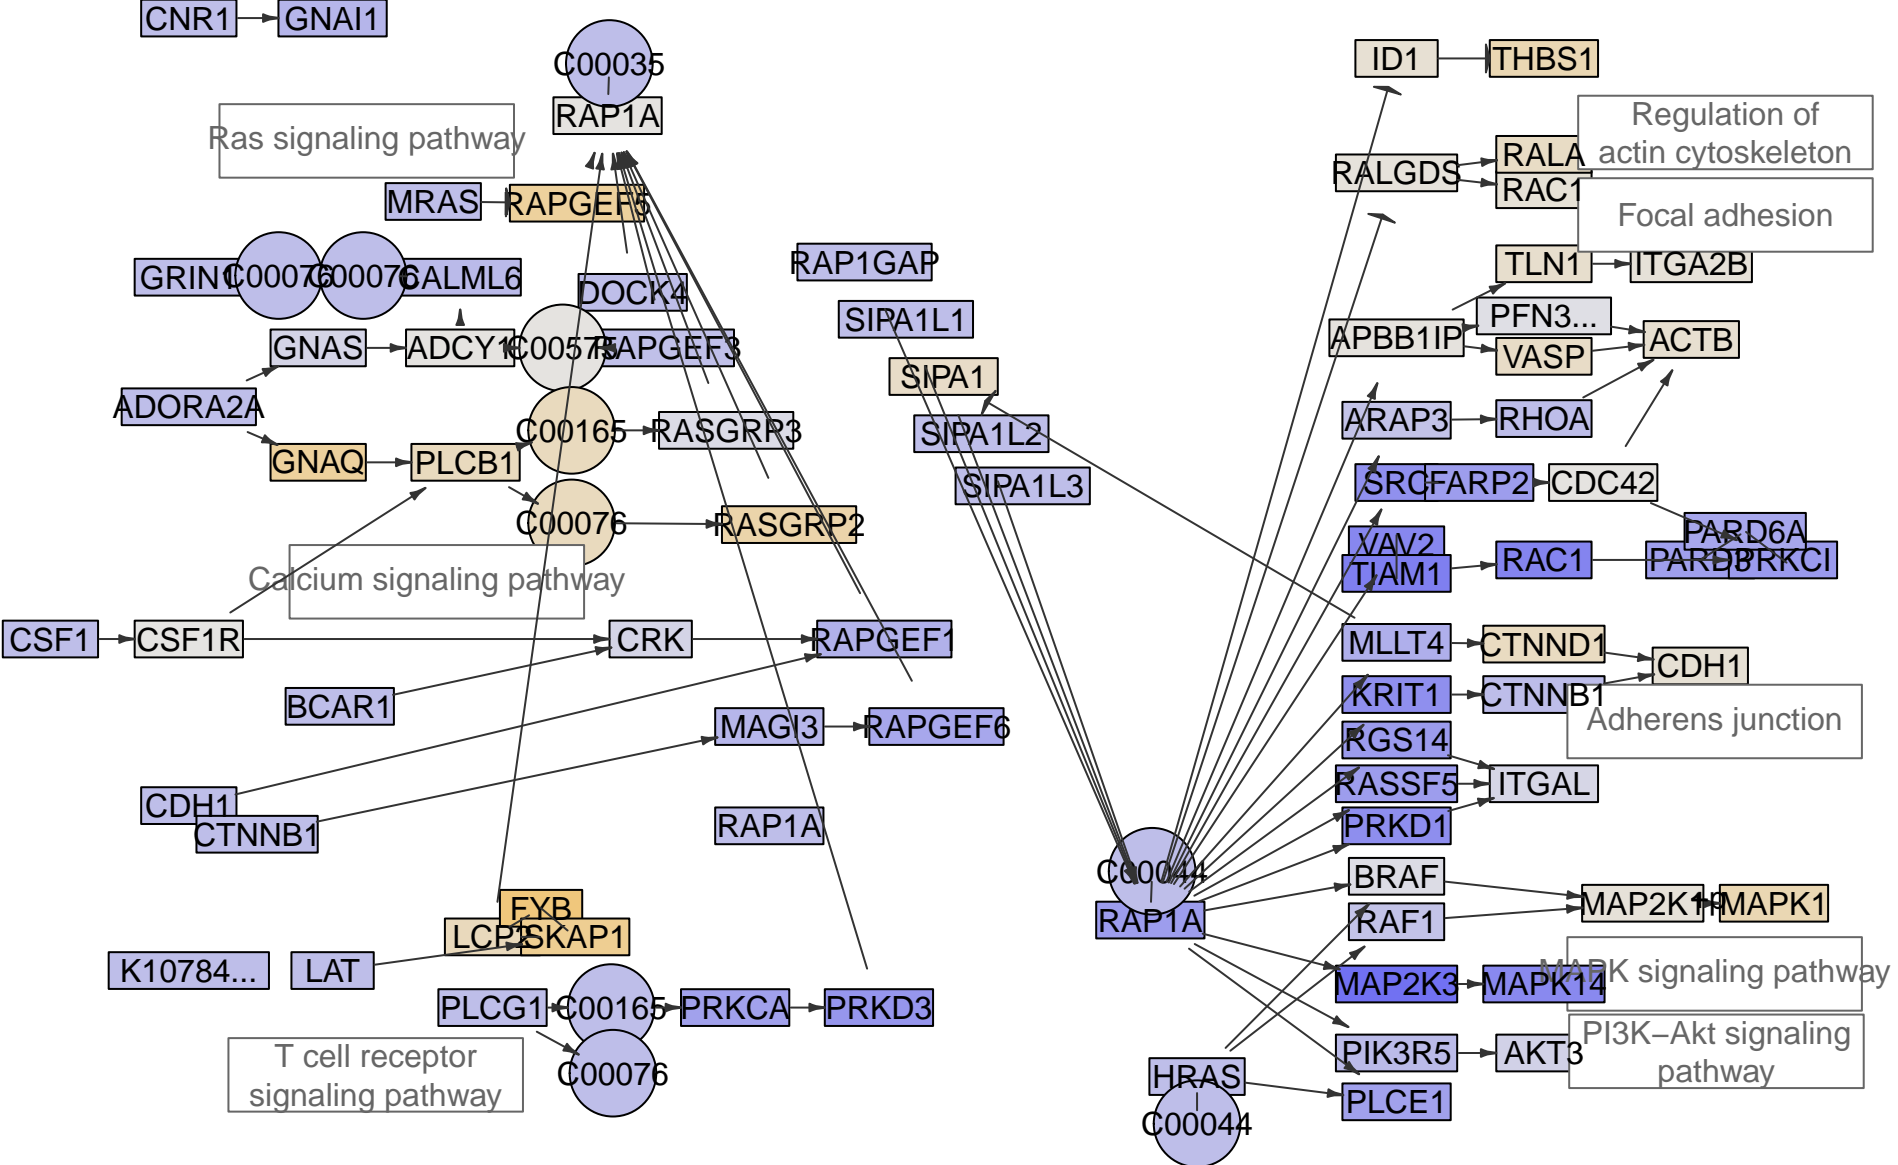 CNR1
GNAI1
C00035
RAP1A
Ras signaling pathway
MRAS
RAPGEF5
GRIN1
C00076
C00076
CALML6
DOCK4
GNAS
ADCY1
C00575
RAPGEF3
ADORA2A
GNAQ
PLCB1
C00165
RASGRP3
C00076
RASGRP2
Calcium signaling pathway
CSF1
CSF1R
CRK
RAPGEF1
BCAR1
MAGI3
RAPGEF6
CDH1
CTNNB1
RAP1A
FYB
LCP2
SKAP1
K10784...
LAT
PLCG1
C00165
PRKCA
PRKD3
C00076
T cell receptor
signaling pathway
RAP1GAP
SIPA1L1
SIPA1
SIPA1L2
SIPA1L3
C00044
RAP1A
HRAS
C00044
ID1
THBS1
RALGDS
RALA
RAC1
Regulation of
actin cytoskeleton
Focal adhesion
TLN1
ITGA2B
APBB1IP
PFN3...
VASP
ACTB
ARAP3
RHOA
SRC
FARP2
CDC42
VAV2
TIAM1
RAC1
PARD6A
PARD3
PRKCI
MLLT4
CTNND1
CDH1
KRIT1
CTNNB1
Adherens junction
RGS14
RASSF5
ITGAL
PRKD1
BRAF
RAF1
MAP2K1
+p
MAPK1
MAP2K3
MAPK14
MAPK signaling pathway
PIK3R5
AKT3
PI3K−Akt signaling
pathway
PLCE1